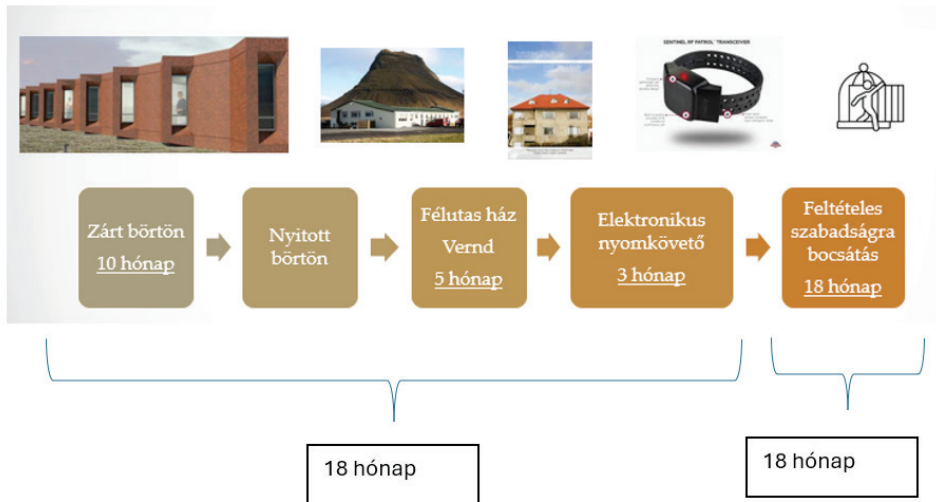 SENTINEL RF PATROL™ TRANSCEIVER
Zárt börtön
10 hónap
Nyitott
börtön
Félutas ház
Vernd
5 hónap
Elektronikus
nyomkövető
3 hónap
Feltételes
szabadságra
bocsátás
18 hónap
18 hónap
18 hónap